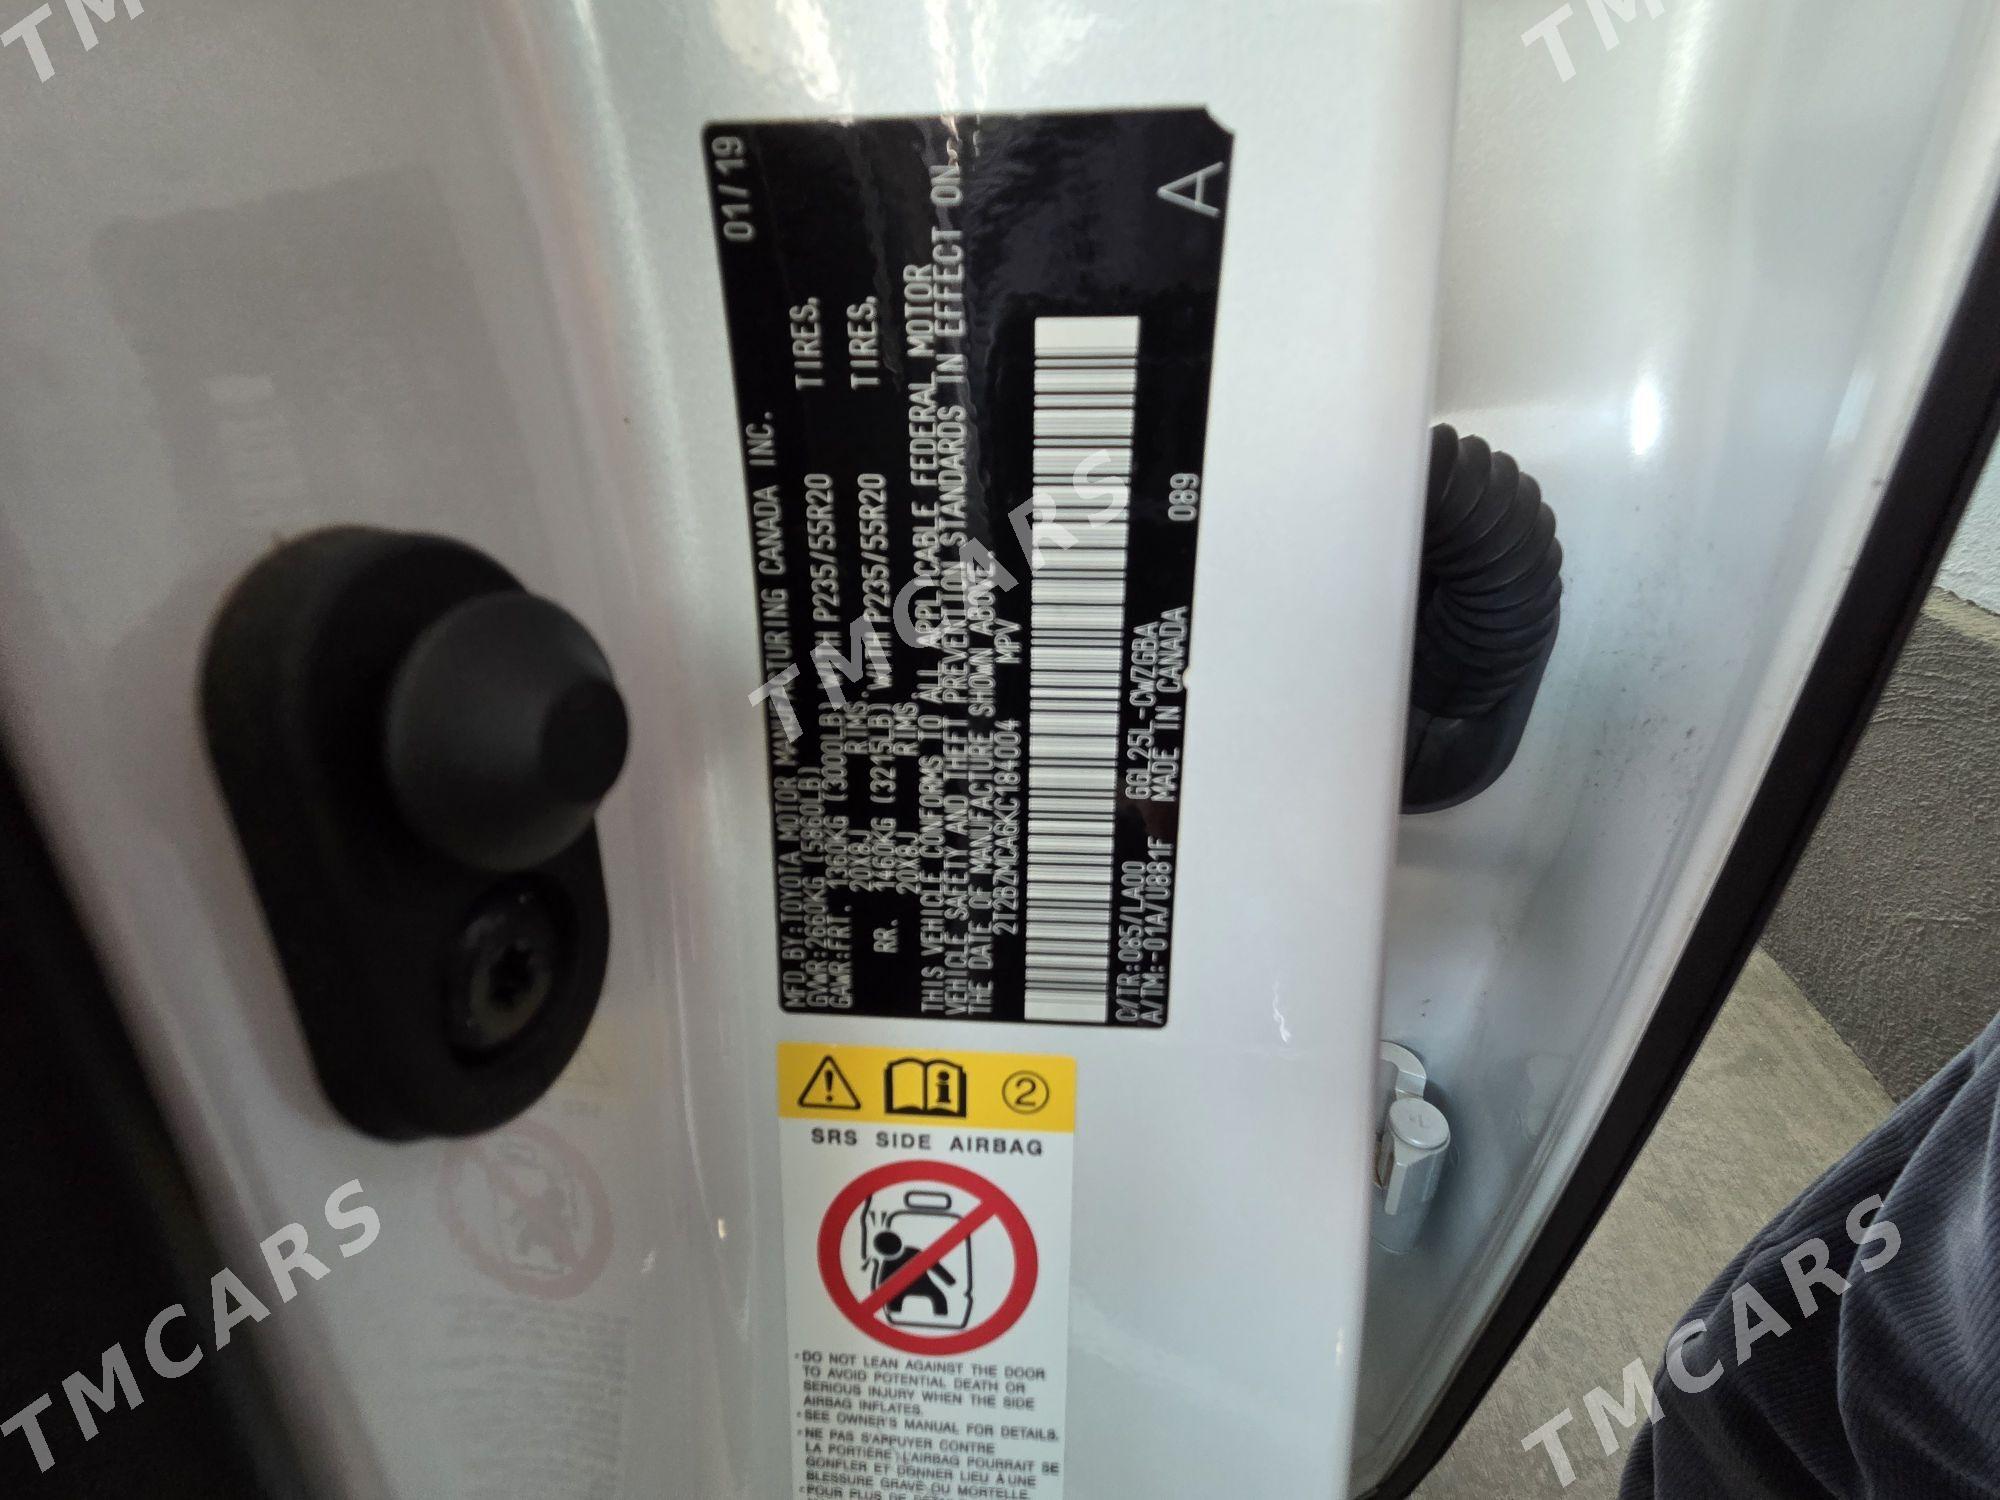 MFD.BY:TOYOTA MOTOR MANUFACTURING CANADA INC. 01/19
GVWR:2660KG (5860LB)
GAWR:FRT. 1360KG (3000LB) WITH P235/55R20 TIRES,
20X8J RIMS.
RR. 1460KG (3215LB) WITH P235/55R20 TIRES,
20X8J RIMS
THIS VEHICLE CONFORMS TO ALL APPLICABLE FEDERAL MOTOR
VEHICLE SAFETY AND THEFT PREVENTION STANDARDS IN EFFECT ON
THE DATE OF MANUFACTURE SHOWN ABOVE.
2T2BZMCA6KC184004 MPV
A
C/TR:085/LA00 GGL25L-CWZGBA 089
A/TM:-01A/U881F MADE IN CANADA
2
SRS SIDE AIRBAG
•DO NOT LEAN AGAINST THE DOOR
TO AVOID POTENTIAL DEATH OR
SERIOUS INJURY WHEN THE SIDE
AIRBAG INFLATES.
•SEE OWNER'S MANUAL FOR DETAILS.
•NE PAS S'APPUYER CONTRE
LA PORTIÈRE L'AIRBAG POURRAIT SE
GONFLER ET DONNER LIEU À UNE
BLESSURE GRAVE OU MORTELLE.
•POUR PLUS DE
TMCARS
TMCARS
TMCARS
TMCARS
TMCARS